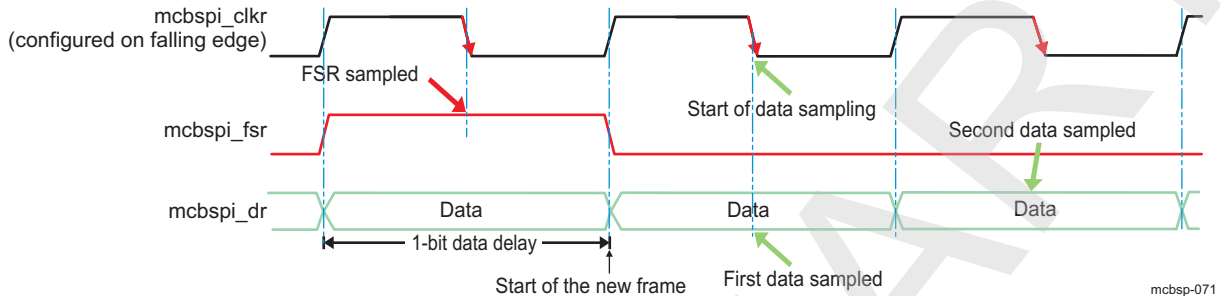 mcbspi_clkr
(configured on falling edge)
FSR sampled
Start of data sampling
mcbspi_fsr
Second data sampled
mcbspi_dr
Data
Data
Data
1-bit data delay
Start of the new frame
First data sampled
mcbsp-071